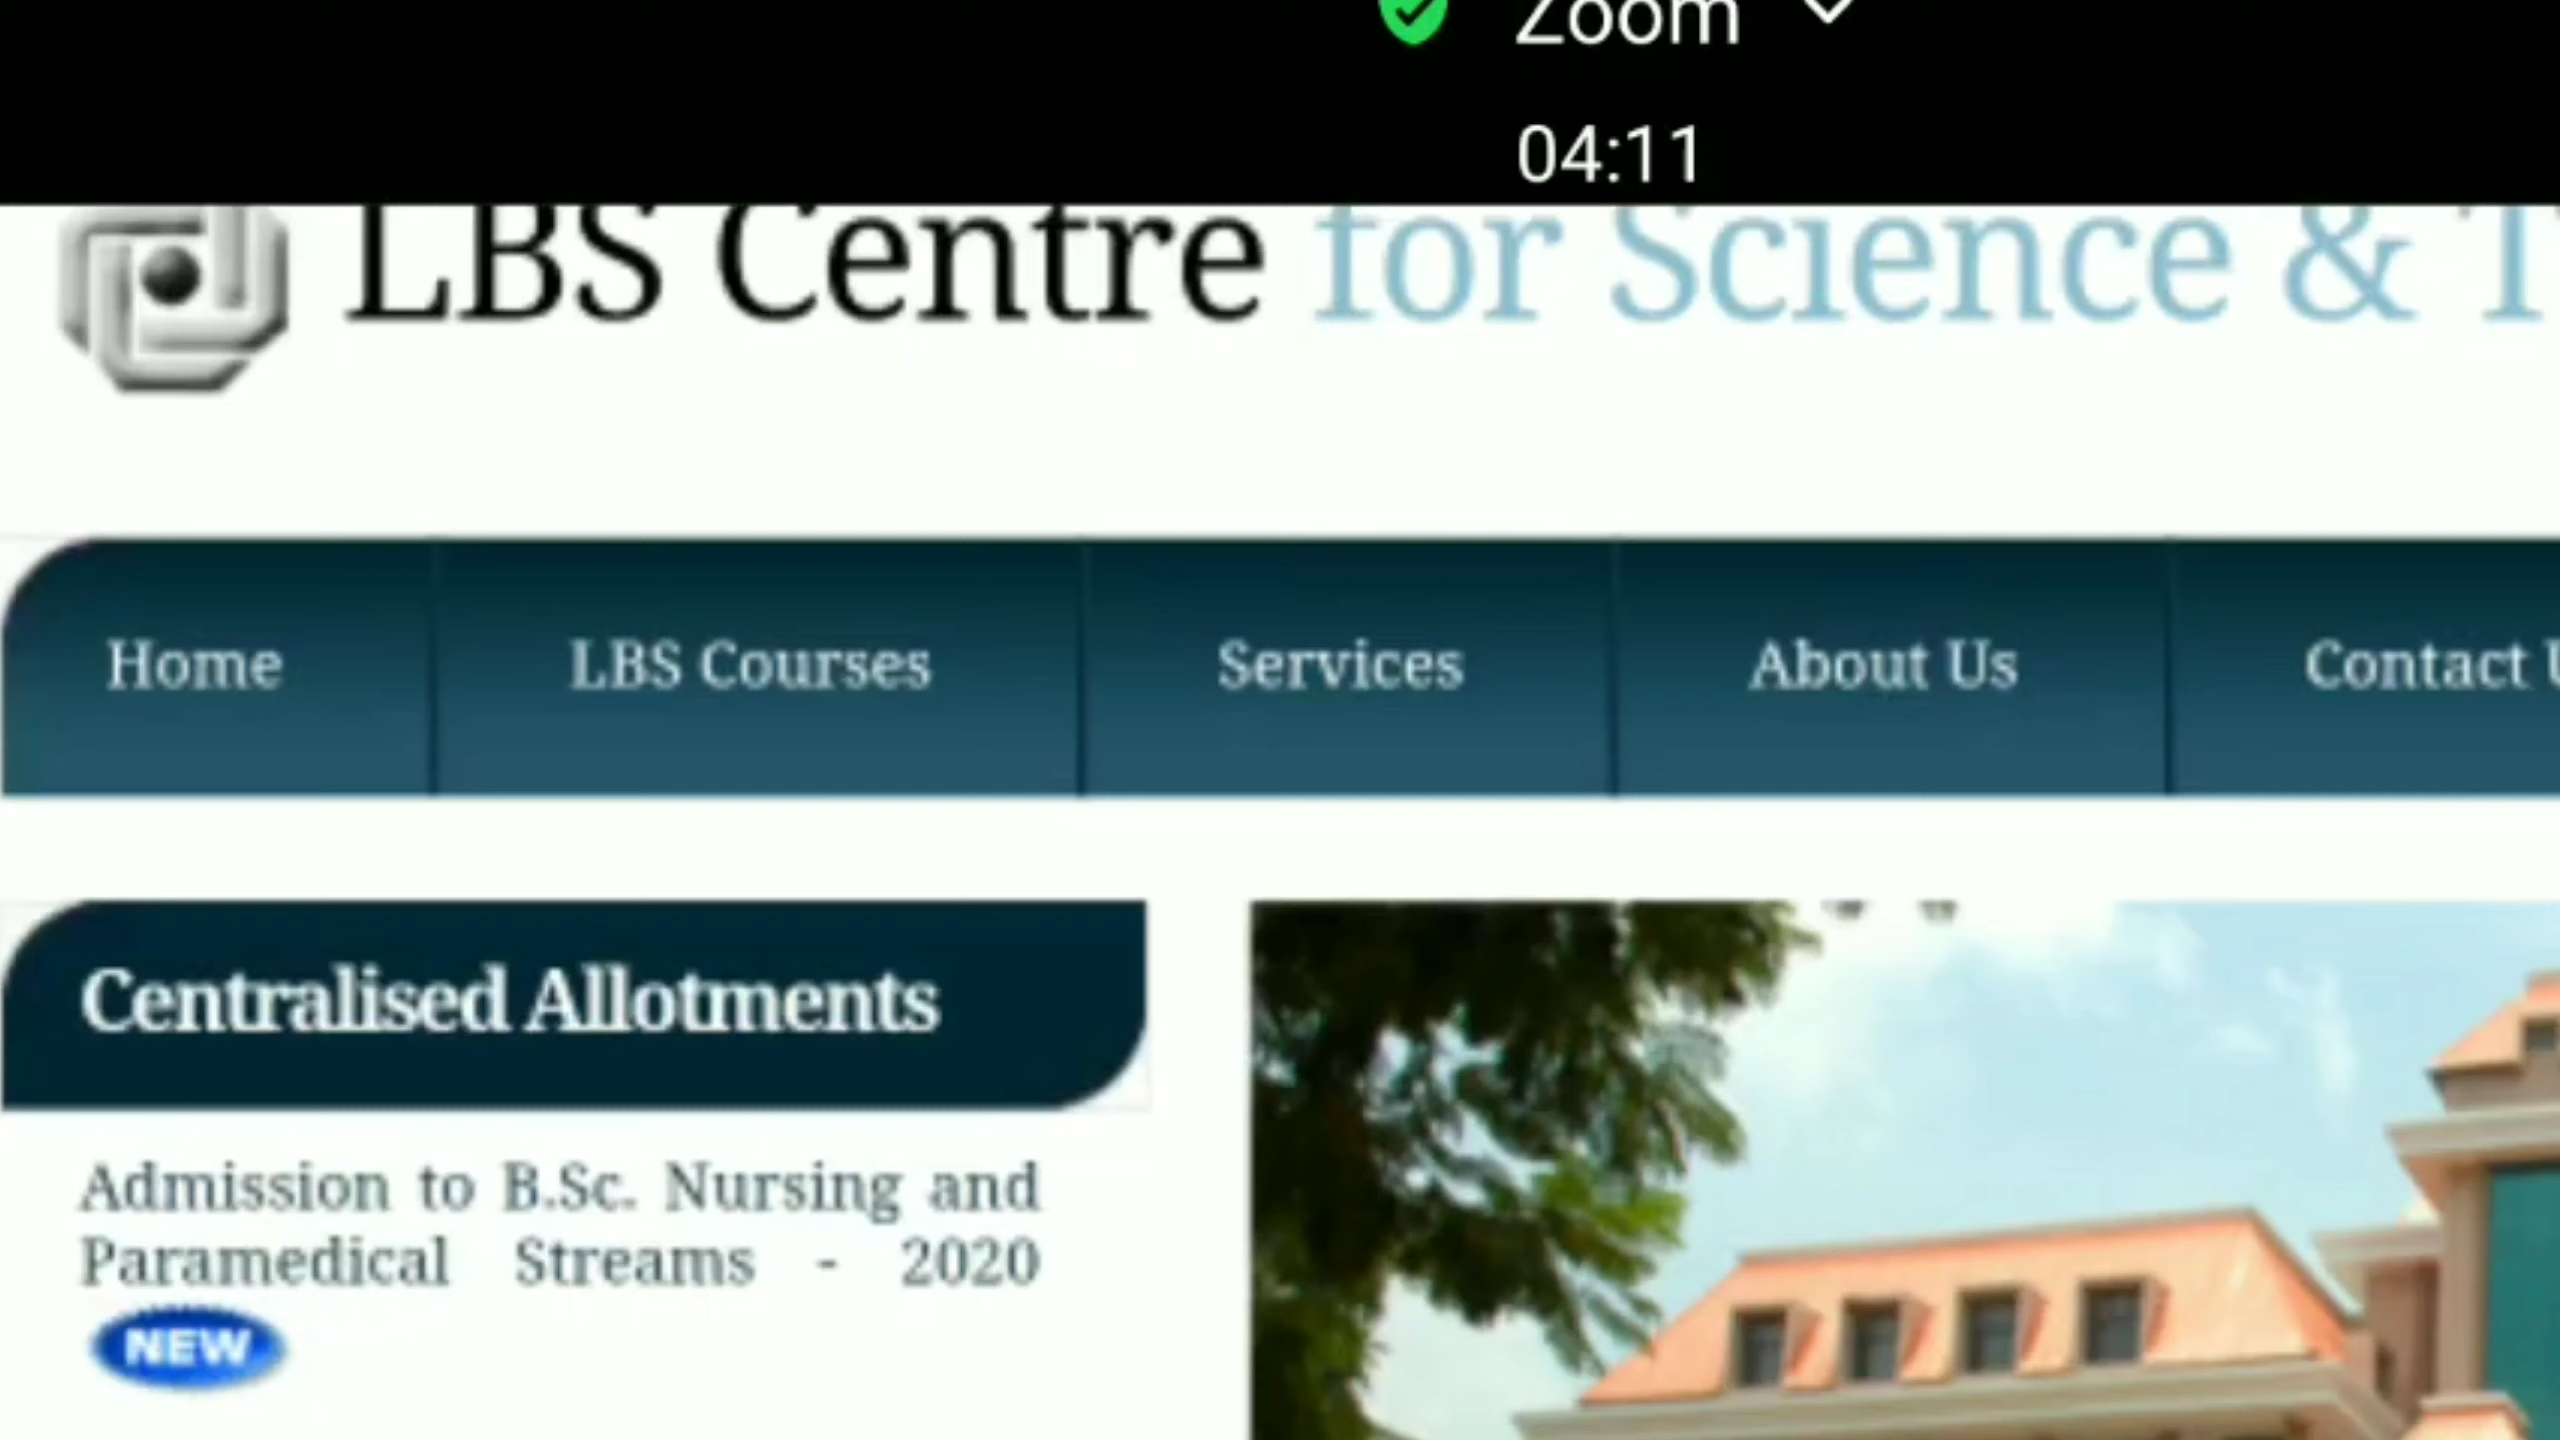 Zoom
04:11
LBS Centre for Science &
Home LBS Courses Services About Us Contact
Centralised Allotments
Admission to B.Sc. Nursing and
Paramedical Streams - 2020
NEW